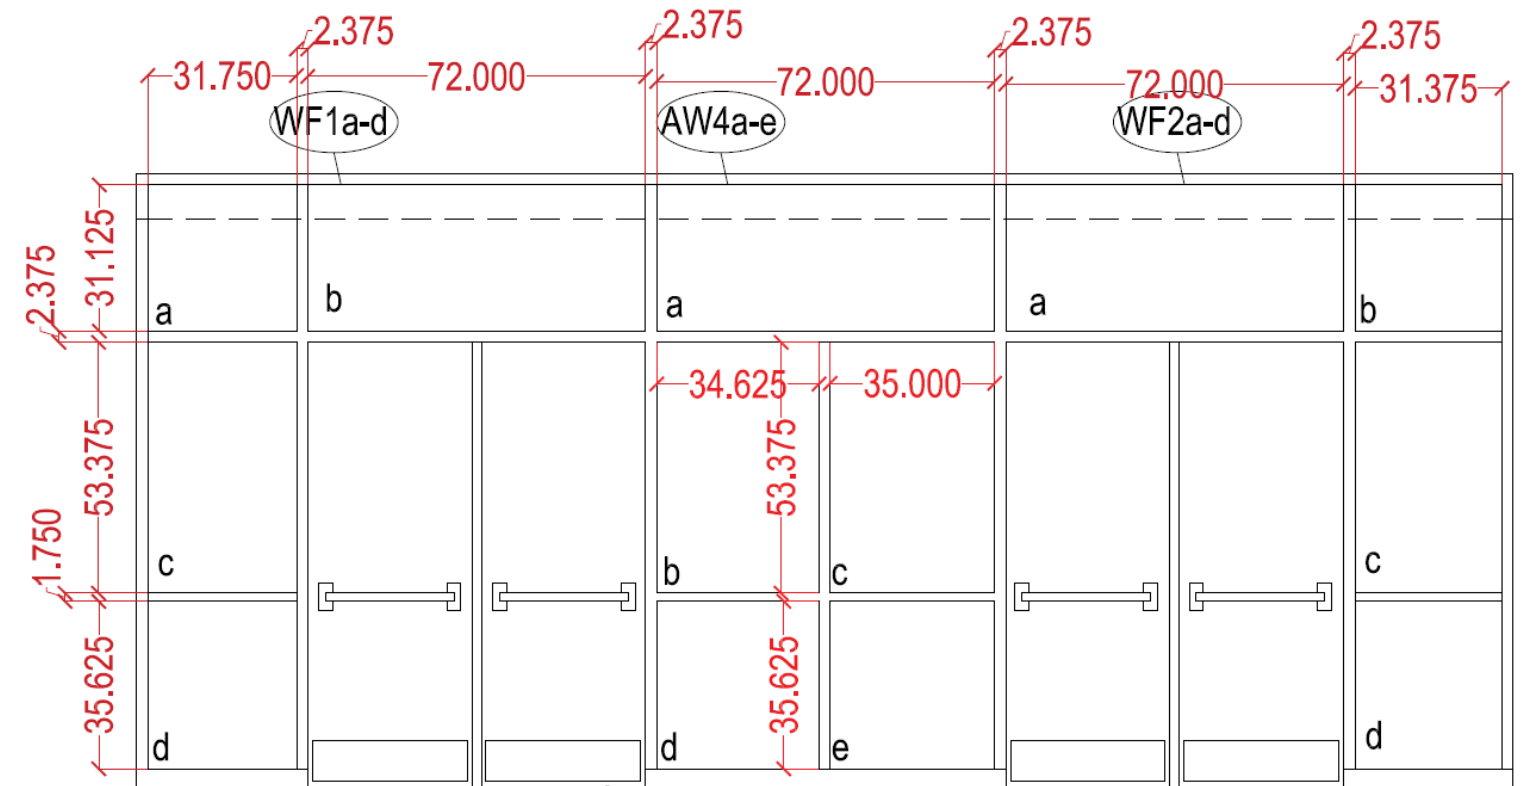 2.375 2.375 2.375 2.375
31.750 72.000 72.000 72.000 31.375
WF1a-d AW4a-e WF2a-d
2.375
31.125
a b a a b
34.625 35.000
53.375 53.375
1.750
c b c c
35.625 35.625
d d e d